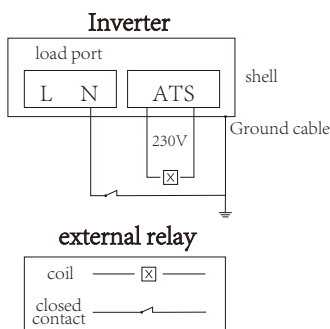 Inverter
load port
shell
L N ATS
Ground cable
230V
external relay
coil
closed
contact